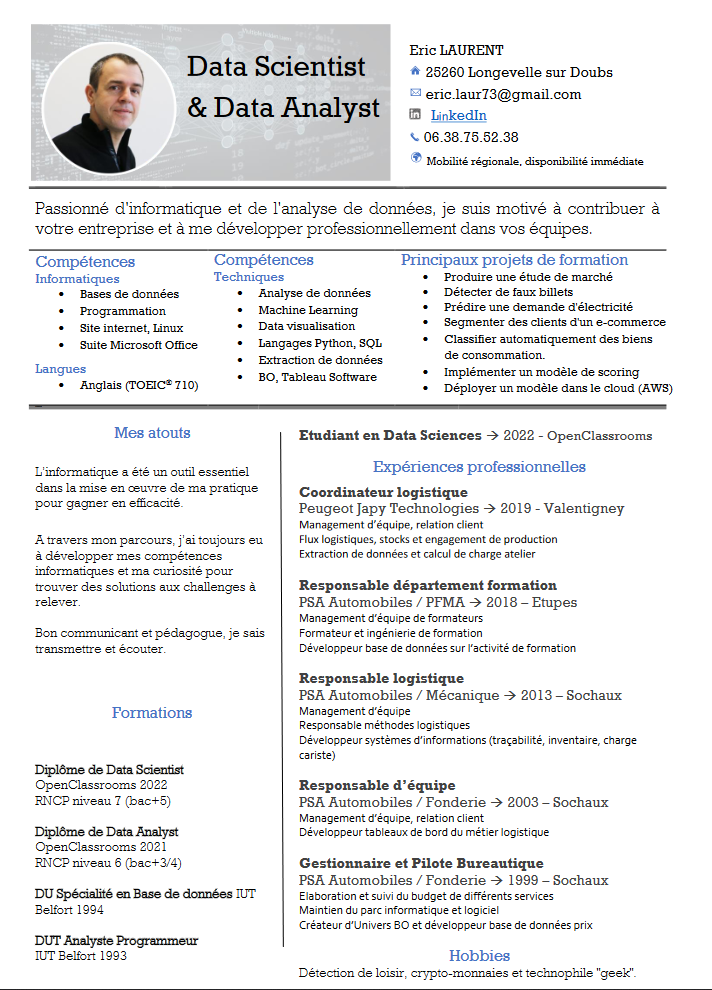 Data Scientist
& Data Analyst
Eric LAURENT
25260 Longevelle sur Doubs
eric.laur73@gmail.com
LinkedIn
06.38.75.52.38
Mobilité régionale, disponibilité immédiate
Passionné d'informatique et de l'analyse de données, je suis motivé à contribuer à
votre entreprise et à me développer professionnellement dans vos équipes.
Compétences
Informatiques
• Bases de données
• Programmation
• Site internet, Linux
• Suite Microsoft Office
Langues
• Anglais (TOEIC® 710)
Compétences
Techniques
• Analyse de données
• Machine Learning
• Data visualisation
• Langages Python, SQL
• Extraction de données
• BO, Tableau Software
Principaux projets de formation
• Produire une étude de marché
• Détecter de faux billets
• Prédire une demande d'électricité
• Segmenter des clients d'un e-commerce
• Classifier automatiquement des biens
de consommation.
• Implémenter un modèle de scoring
• Déployer un modèle dans le cloud (AWS)
Mes atouts
L'informatique a été un outil essentiel
dans la mise en œuvre de ma pratique
pour gagner en efficacité.
A travers mon parcours, j'ai toujours eu
à développer mes compétences
informatiques et ma curiosité pour
trouver des solutions aux challenges à
relever.
Bon communicant et pédagogue, je sais
transmettre et écouter.
Formations
Diplôme de Data Scientist
OpenClassrooms 2022
RNCP niveau 7 (bac+5)
Diplôme de Data Analyst
OpenClassrooms 2021
RNCP niveau 6 (bac+3/4)
DU Spécialité en Base de données IUT
Belfort 1994
DUT Analyste Programmeur
IUT Belfort 1993
Etudiant en Data Sciences → 2022 - OpenClassrooms
Expériences professionnelles
Coordinateur logistique
Peugeot Japy Technologies → 2019 - Valentigney
Management d'équipe, relation client
Flux logistiques, stocks et engagement de production
Extraction de données et calcul de charge atelier
Responsable département formation
PSA Automobiles / PFMA → 2018 – Etupes
Management d'équipe de formateurs
Formateur et ingénierie de formation
Développeur base de données sur l'activité de formation
Responsable logistique
PSA Automobiles / Mécanique → 2013 – Sochaux
Management d'équipe
Responsable méthodes logistiques
Développeur systèmes d'informations (traçabilité, inventaire, charge
cariste)
Responsable d'équipe
PSA Automobiles / Fonderie → 2003 – Sochaux
Management d'équipe, relation client
Développeur tableaux de bord du métier logistique
Gestionnaire et Pilote Bureautique
PSA Automobiles / Fonderie → 1999 – Sochaux
Elaboration et suivi du budget de différents services
Maintien du parc informatique et logiciel
Créateur d'Univers BO et développeur base de données prix
Hobbies
Détection de loisir, crypto-monnaies et technophile "geek".